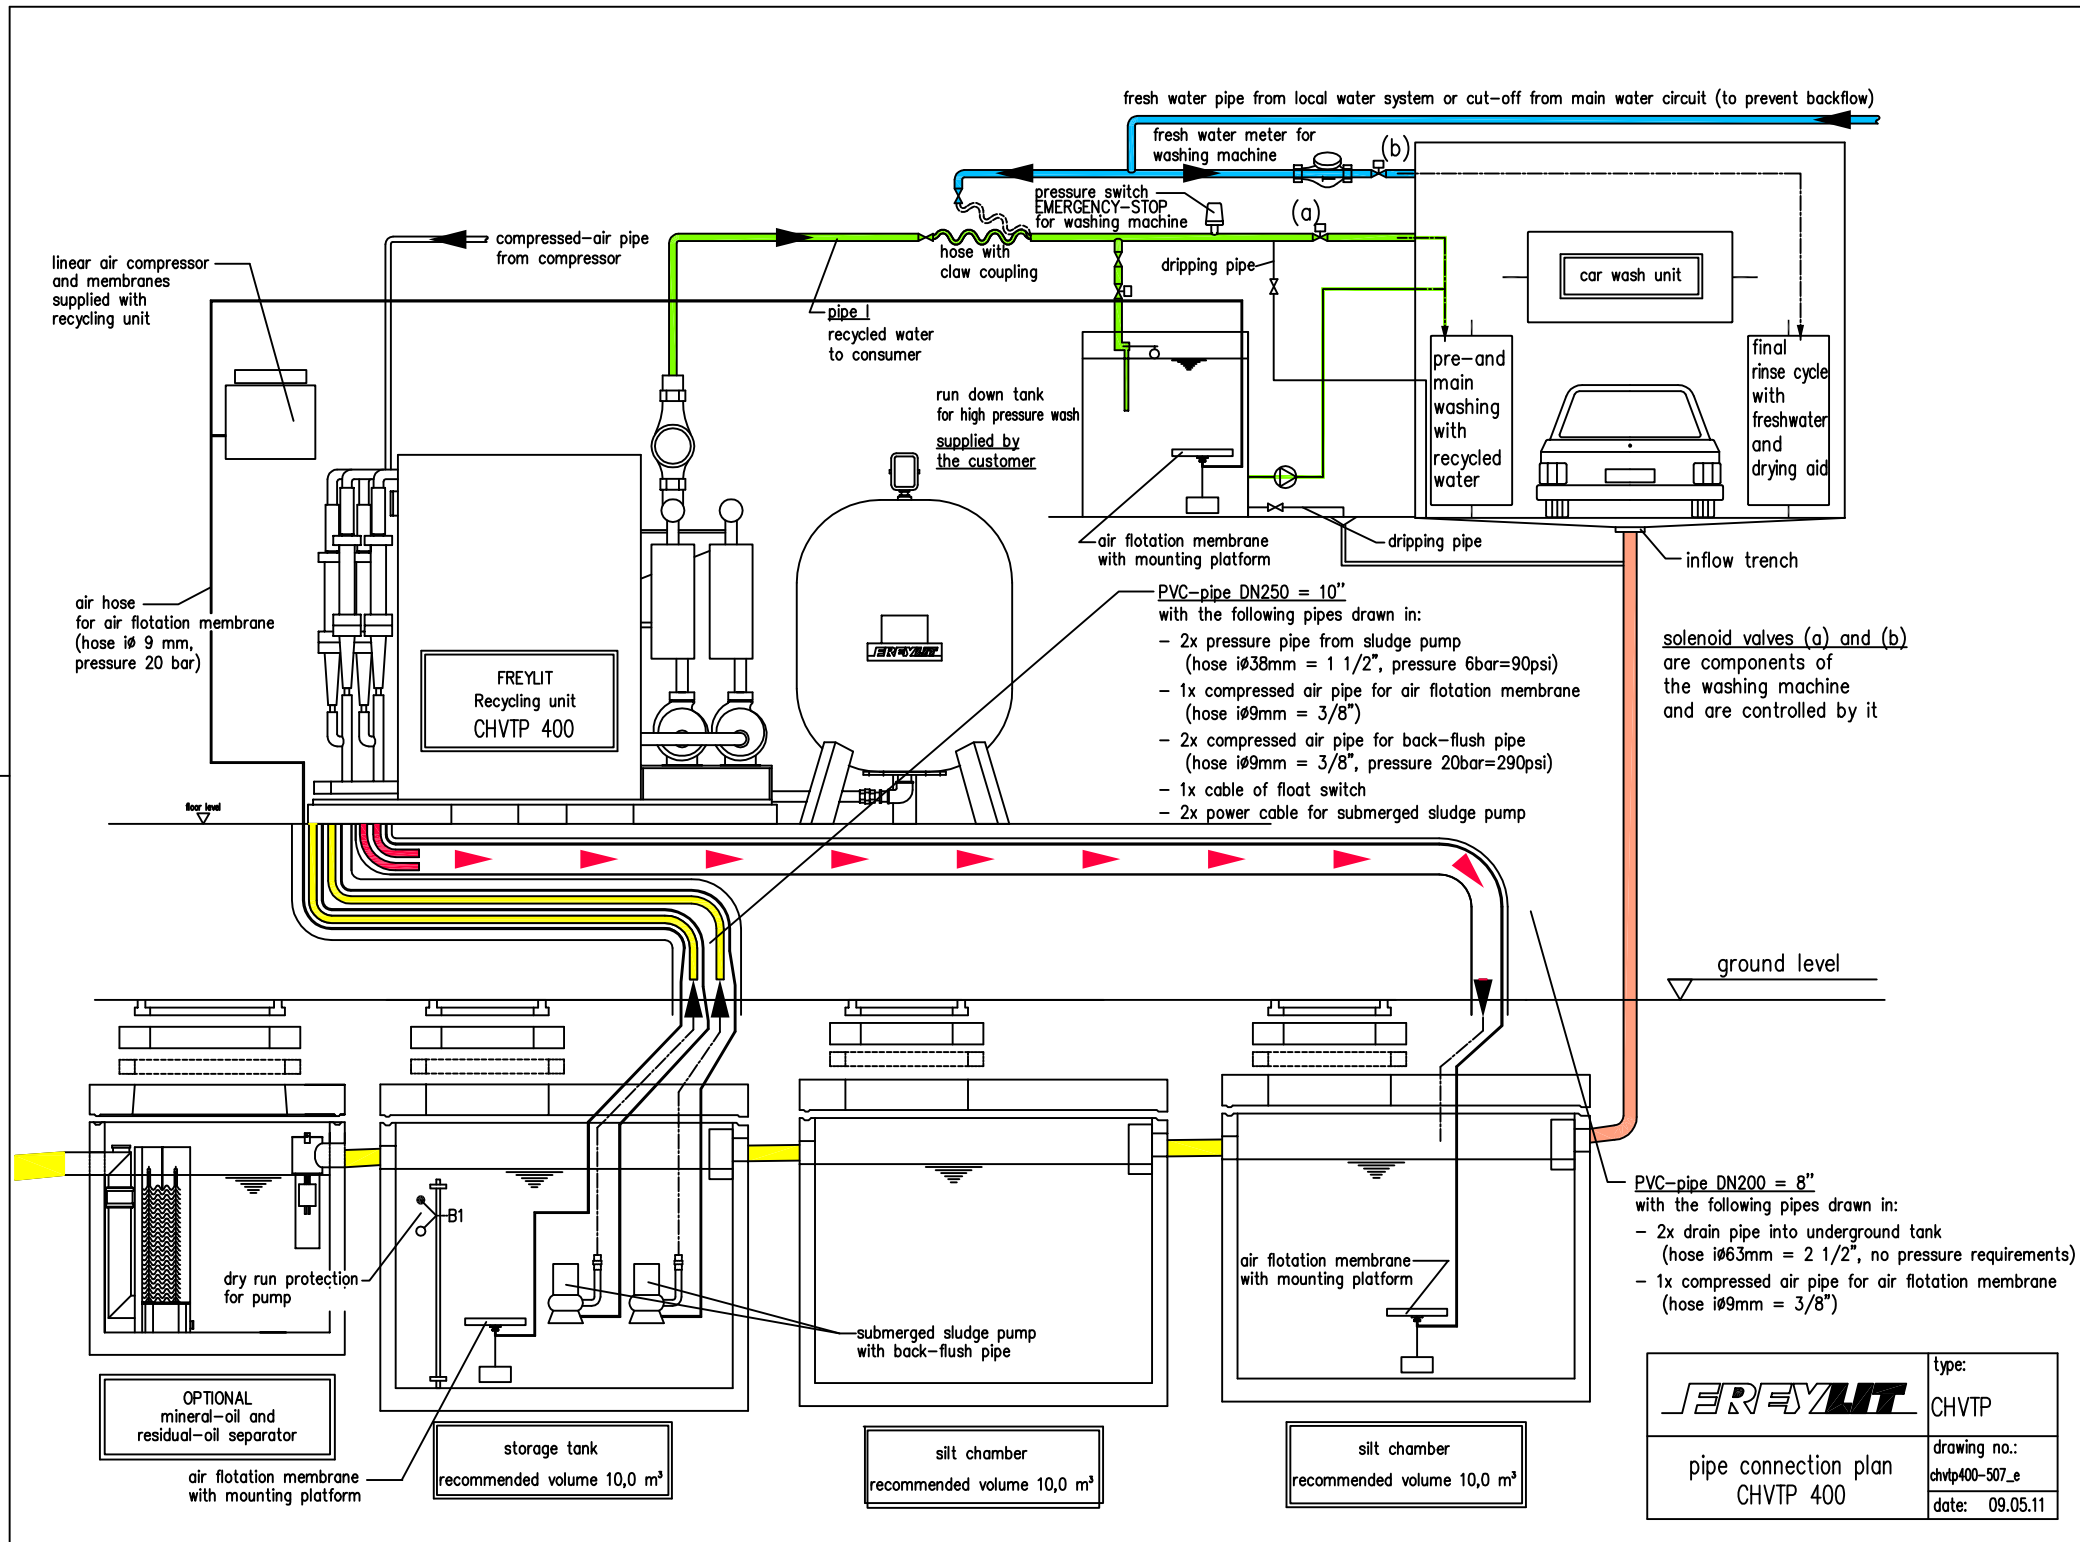 fresh water pipe from local water system or cut-off from main water circuit (to prevent backflow)
fresh water meter for
washing machine
(b)
pressure switch
EMERGENCY-STOP
for washing machine
(a)
compressed-air pipe
from compressor
hose with
claw coupling
dripping pipe
linear air compressor
and membranes
supplied with
recycling unit
car wash unit
pipe 1
recycled water
to consumer
pre-and
main
washing
with
recycled
water
final
rinse cycle
with
freshwater
and
drying aid
run down tank
for high pressure wash
supplied by
the customer
air flotation membrane
with mounting platform
dripping pipe
inflow trench
air hose
for air flotation membrane
(hose iø 9 mm,
pressure 20 bar)
FREYLIT
Recycling unit
CHVTP 400
FREYLIT
PVC-pipe DN250 = 10"
with the following pipes drawn in:
- 2x pressure pipe from sludge pump
(hose iø38mm = 1 1/2", pressure 6bar=90psi)
- 1x compressed air pipe for air flotation membrane
(hose iø9mm = 3/8")
- 2x compressed air pipe for back-flush pipe
(hose iø9mm = 3/8", pressure 20bar=290psi)
- 1x cable of float switch
- 2x power cable for submerged sludge pump
solenoid valves (a) and (b)
are components of
the washing machine
and are controlled by it
floor level
ground level
B1
dry run protection
for pump
submerged sludge pump
with back-flush pipe
air flotation membrane
with mounting platform
PVC-pipe DN200 = 8"
with the following pipes drawn in:
- 2x drain pipe into underground tank
(hose iø63mm = 2 1/2", no pressure requirements)
- 1x compressed air pipe for air flotation membrane
(hose iø9mm = 3/8")
OPTIONAL
mineral-oil and
residual-oil separator
air flotation membrane
with mounting platform
storage tank
recommended volume 10,0 m³
silt chamber
recommended volume 10,0 m³
silt chamber
recommended volume 10,0 m³
FREYLIT
type:
CHVTP
pipe connection plan
CHVTP 400
drawing no.:
chvtp400-507_e
date: 09.05.11